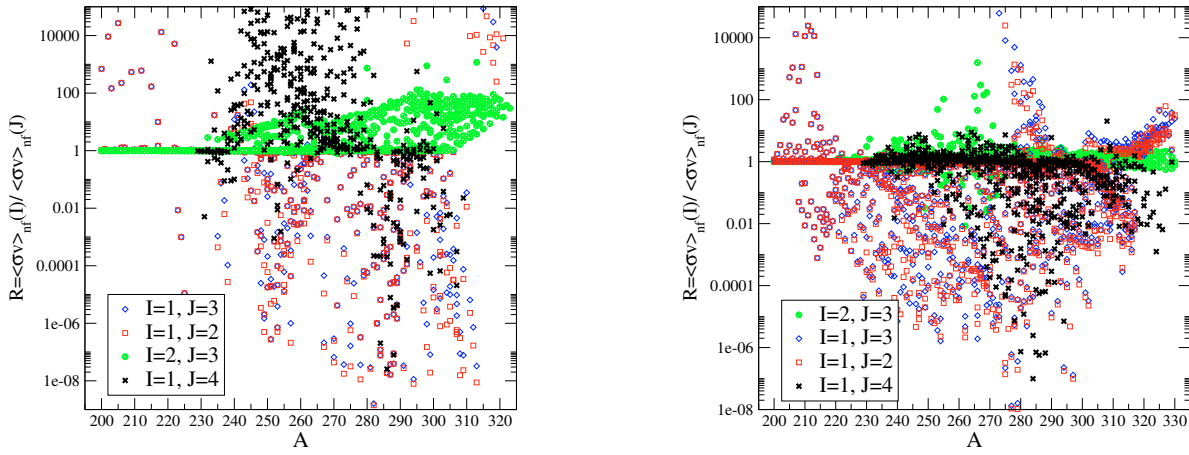 R=<σv>nf(I)/ <σv>nf(J)
10000
100
1
0.01
0.0001
1e-06
1e-08
I=1, J=3
I=1, J=2
I=2, J=3
I=1, J=4
200 210 220 230 240 250 260 270 280 290 300 310 320
A
R=<σv>nf(I)/ <σv>nf(J)
10000
100
1
0.01
0.0001
1e-06
1e-08
I=2, J=3
I=1, J=3
I=1, J=2
I=1, J=4
200 210 220 230 240 250 260 270 280 290 300 310 320 330
A